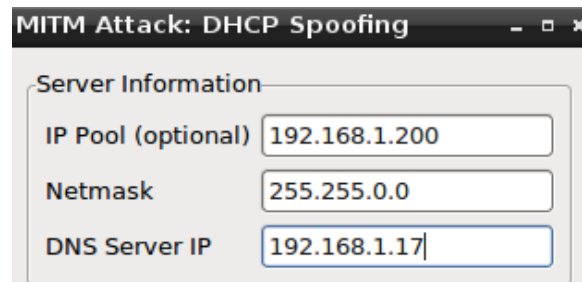 MITM Attack: DHCP Spoofing
Server Information
IP Pool (optional) 192.168.1.200
Netmask 255.255.0.0
DNS Server IP 192.168.1.17